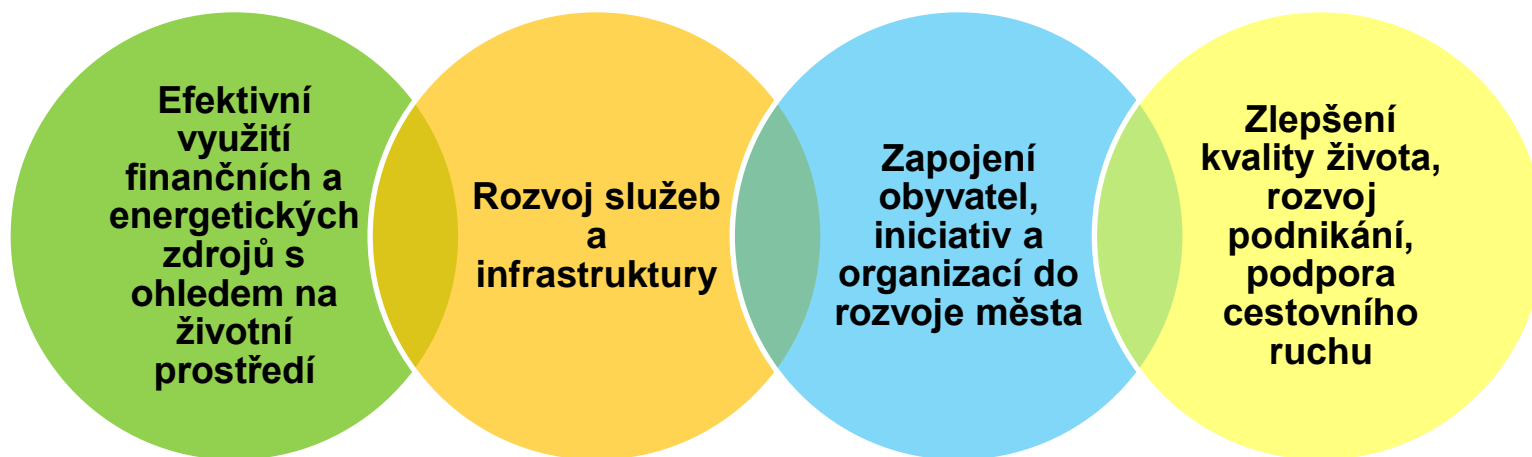 Efektivní
využití
finančních a
energetických
zdrojů s
ohledem na
životní
prostředí
Rozvoj služeb
a
infrastruktury
Zapojení
obyvatel,
iniciativ a
organizací do
rozvoje města
Zlepšení
kvality života,
rozvoj
podnikání,
podpora
cestovního
ruchu